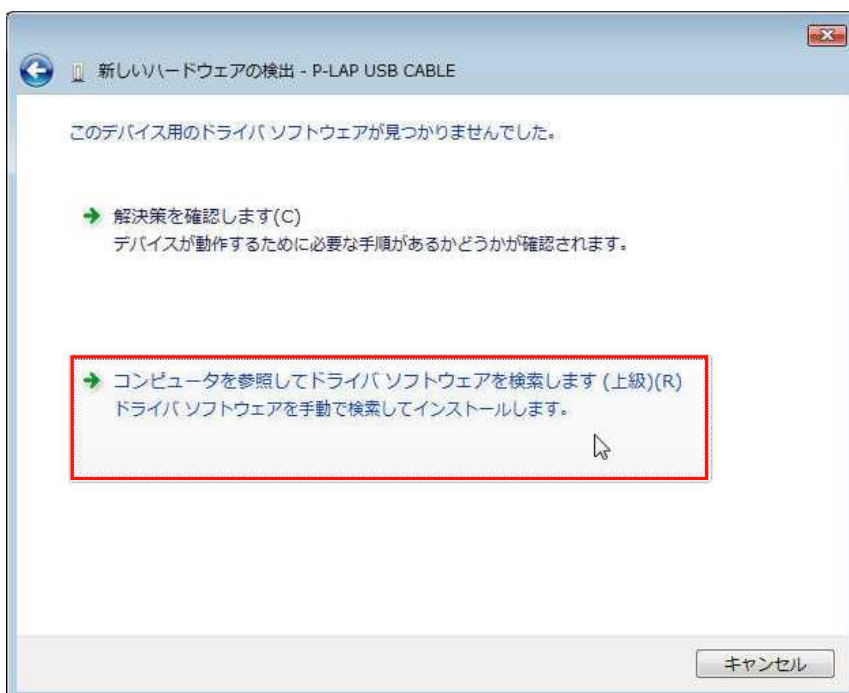 新しいハードウェアの検出 - P-LAP USB CABLE
このデバイス用のドライバ ソフトウェアが見つかりませんでした。
解決策を確認します(C)
デバイスが動作するために必要な手順があるかどうかが確認されます。
コンピュータを参照してドライバ ソフトウェアを検索します (上級)(R)
ドライバ ソフトウェアを手動で検索してインストールします。
キャンセル